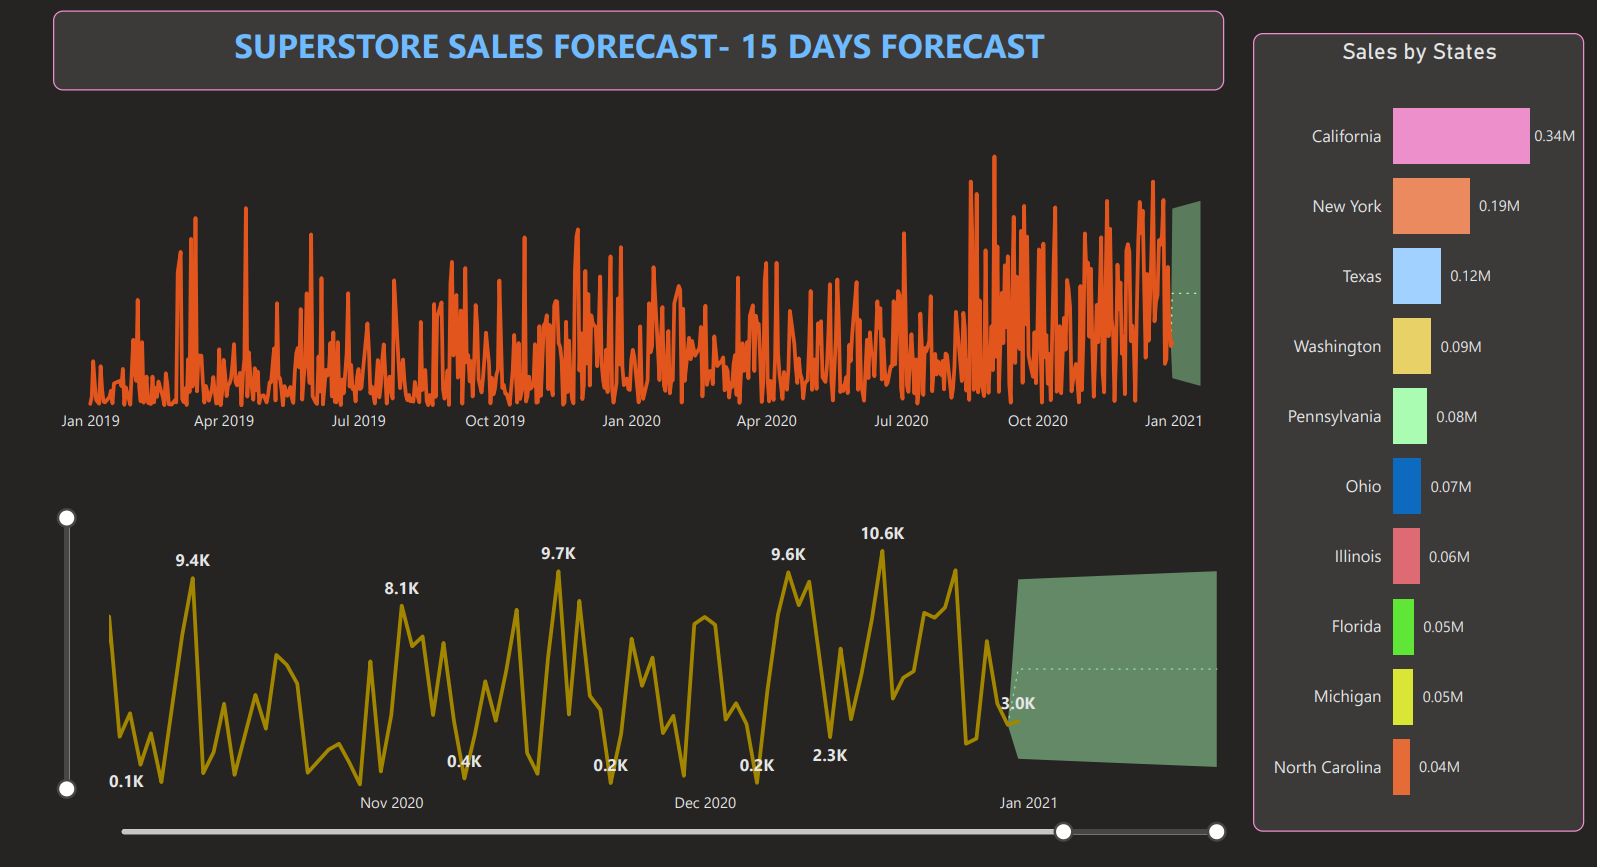 SUPERSTORE SALES FORECAST- 15 DAYS FORECAST
Jan 2019
Apr 2019
Jul 2019
Oct 2019
Jan 2020
Apr 2020
Jul 2020
Oct 2020
Jan 2021
9.4K
8.1K
9.7K
9.6K
10.6K
0.1K
0.4K
0.2K
0.2K
2.3K
3.0K
Nov 2020
Dec 2020
Jan 2021
Sales by States
California 0.34M
New York 0.19M
Texas 0.12M
Washington 0.09M
Pennsylvania 0.08M
Ohio 0.07M
Illinois 0.06M
Florida 0.05M
Michigan 0.05M
North Carolina 0.04M